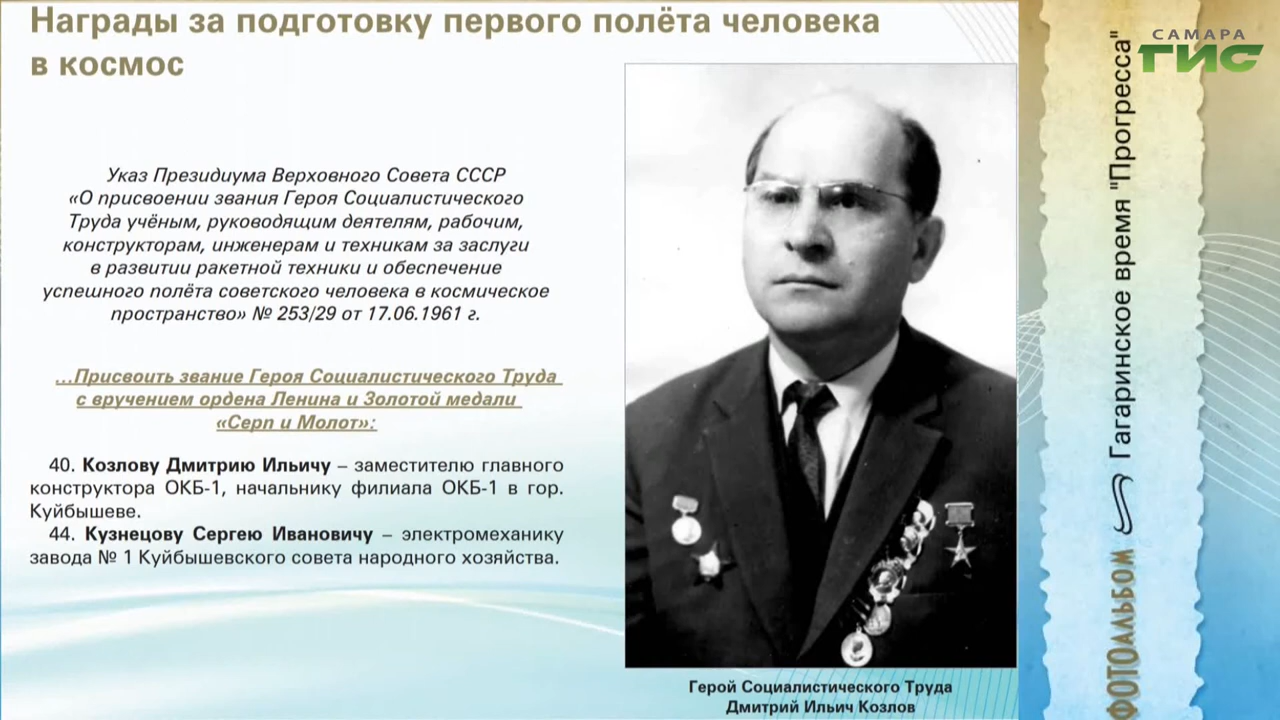 Награды за подготовку первого полёта человека
в космос
Указ Президиума Верховного Совета СССР
«О присвоении звания Героя Социалистического
Труда учёным, руководящим деятелям, рабочим,
конструкторам, инженерам и техникам за заслуги
в развитии ракетной техники и обеспечение
успешного полёта советского человека в космическое
пространство» № 253/29 от 17.06.1961 г.
...Присвоить звание Героя Социалистического Труда
с вручением ордена Ленина и Золотой медали
«Серп и Молот»:
40. Козлову Дмитрию Ильичу – заместителю главного
конструктора ОКБ-1, начальнику филиала ОКБ-1 в гор.
Куйбышеве.
44. Кузнецову Сергею Ивановичу – электромеханику
завода № 1 Куйбышевского совета народного хозяйства.
Герой Социалистического Труда
Дмитрий Ильич Козлов
ФОТОАЛЬБОМ Гагаринское время "Прогресса"
САМАРА
ГИС